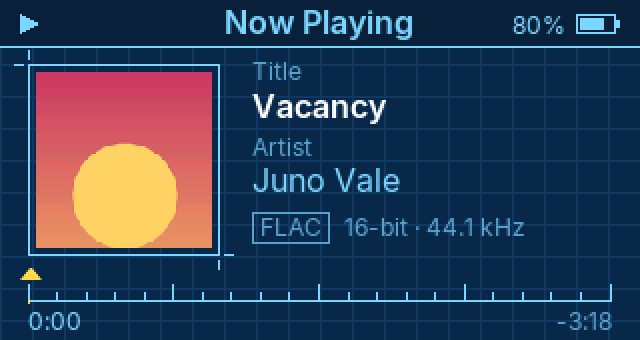 Now Playing
80%
Title
Vacancy
Artist
Juno Vale
FLAC 16-bit · 44.1 kHz
0:00 -3:18